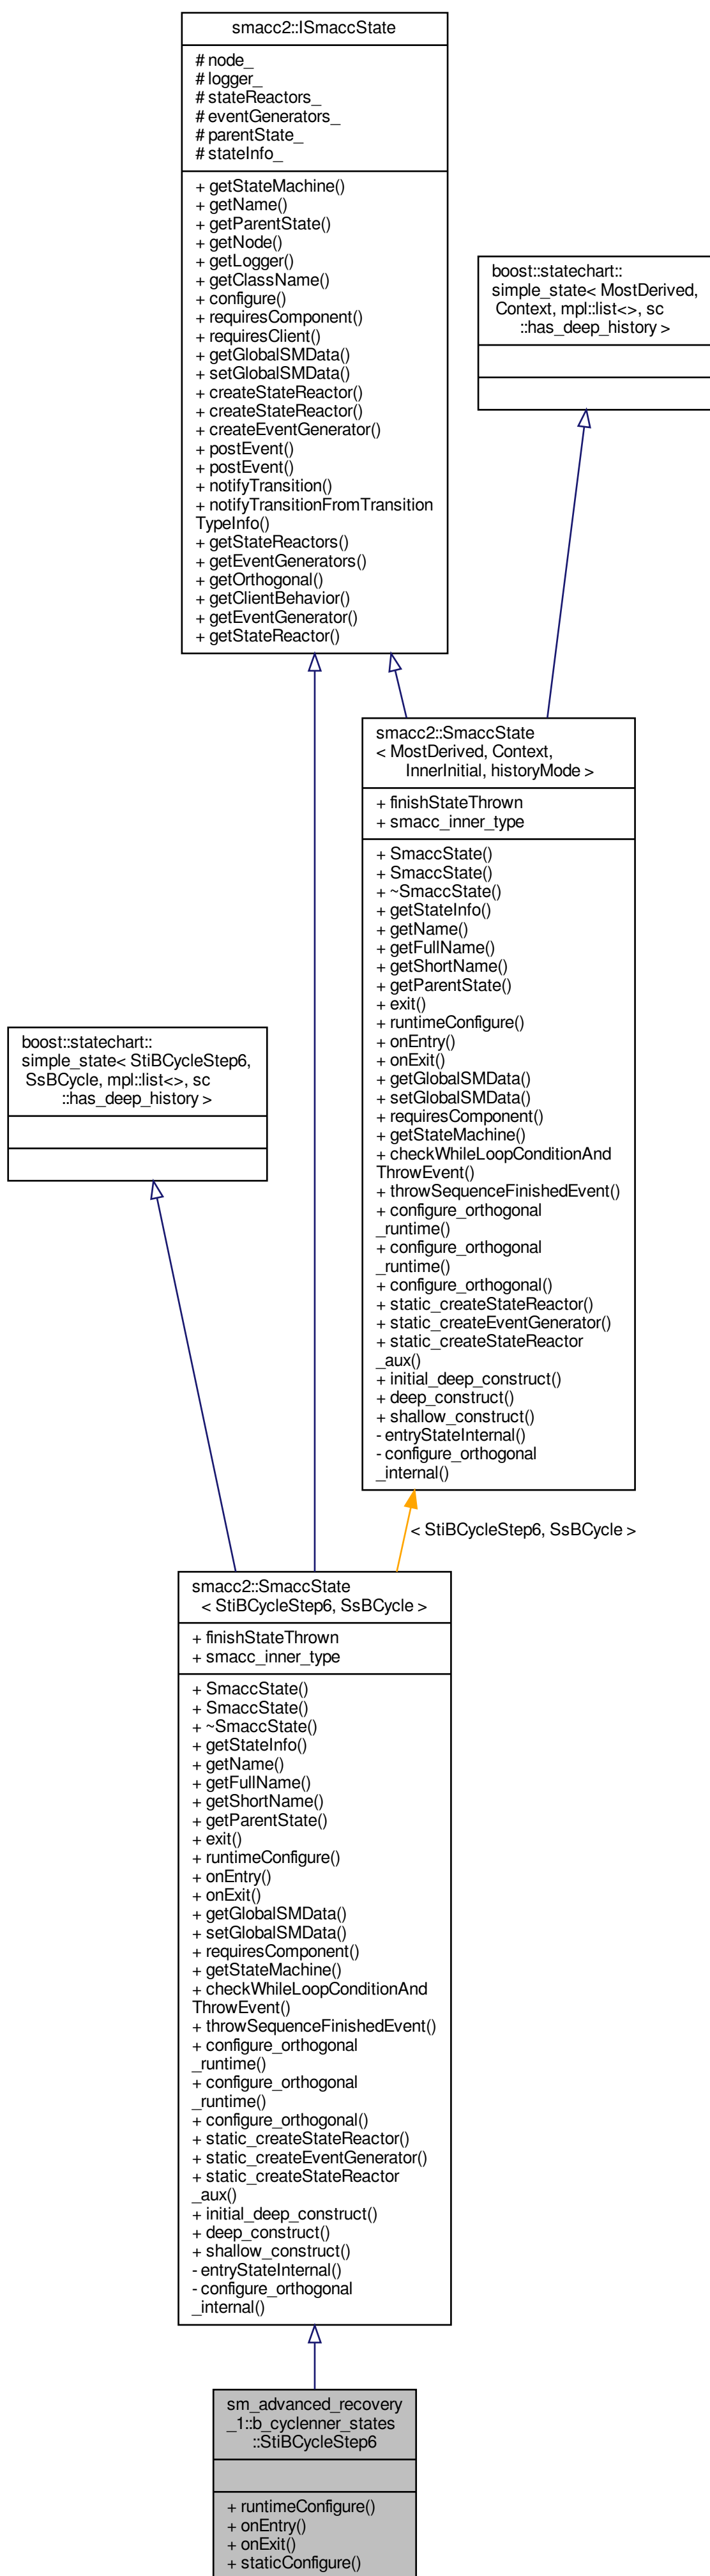 smacc2::ISmaccState
# node_
# logger_
# stateReactors_
# eventGenerators_
# parentState_
# stateInfo_
+ getStateMachine()
+ getName()
+ getParentState()
+ getNode()
+ getLogger()
+ getClassName()
+ configure()
+ requiresComponent()
+ requiresClient()
+ getGlobalSMData()
+ setGlobalSMData()
+ createStateReactor()
+ createStateReactor()
+ createEventGenerator()
+ postEvent()
+ postEvent()
+ notifyTransition()
+ notifyTransitionFromTransition
TypeInfo()
+ getStateReactors()
+ getEventGenerators()
+ getOrthogonal()
+ getClientBehavior()
+ getEventGenerator()
+ getStateReactor()
boost::statechart::
simple_state< MostDerived,
Context, mpl::list<>, sc
::has_deep_history >
smacc2::SmaccState
< MostDerived, Context,
InnerInitial, historyMode >
+ finishStateThrown
+ smacc_inner_type
+ SmaccState()
+ SmaccState()
+ ~SmaccState()
+ getStateInfo()
+ getName()
+ getFullName()
+ getShortName()
+ getParentState()
+ exit()
+ runtimeConfigure()
+ onEntry()
+ onExit()
+ getGlobalSMData()
+ setGlobalSMData()
+ requiresComponent()
+ getStateMachine()
+ checkWhileLoopConditionAnd
ThrowEvent()
+ throwSequenceFinishedEvent()
+ configure_orthogonal
_runtime()
+ configure_orthogonal
_runtime()
+ configure_orthogonal()
+ static_createStateReactor()
+ static_createEventGenerator()
+ static_createStateReactor
_aux()
+ initial_deep_construct()
+ deep_construct()
+ shallow_construct()
- entryStateInternal()
- configure_orthogonal
_internal()
boost::statechart::
simple_state< StiBCycleStep6,
SsBCycle, mpl::list<>, sc
::has_deep_history >
< StiBCycleStep6, SsBCycle >
smacc2::SmaccState
< StiBCycleStep6, SsBCycle >
+ finishStateThrown
+ smacc_inner_type
+ SmaccState()
+ SmaccState()
+ ~SmaccState()
+ getStateInfo()
+ getName()
+ getFullName()
+ getShortName()
+ getParentState()
+ exit()
+ runtimeConfigure()
+ onEntry()
+ onExit()
+ getGlobalSMData()
+ setGlobalSMData()
+ requiresComponent()
+ getStateMachine()
+ checkWhileLoopConditionAnd
ThrowEvent()
+ throwSequenceFinishedEvent()
+ configure_orthogonal
_runtime()
+ configure_orthogonal
_runtime()
+ configure_orthogonal()
+ static_createStateReactor()
+ static_createEventGenerator()
+ static_createStateReactor
_aux()
+ initial_deep_construct()
+ deep_construct()
+ shallow_construct()
- entryStateInternal()
- configure_orthogonal
_internal()
sm_advanced_recovery
_1::b_cyclenner_states
::StiBCycleStep6
+ runtimeConfigure()
+ onEntry()
+ onExit()
+ staticConfigure()